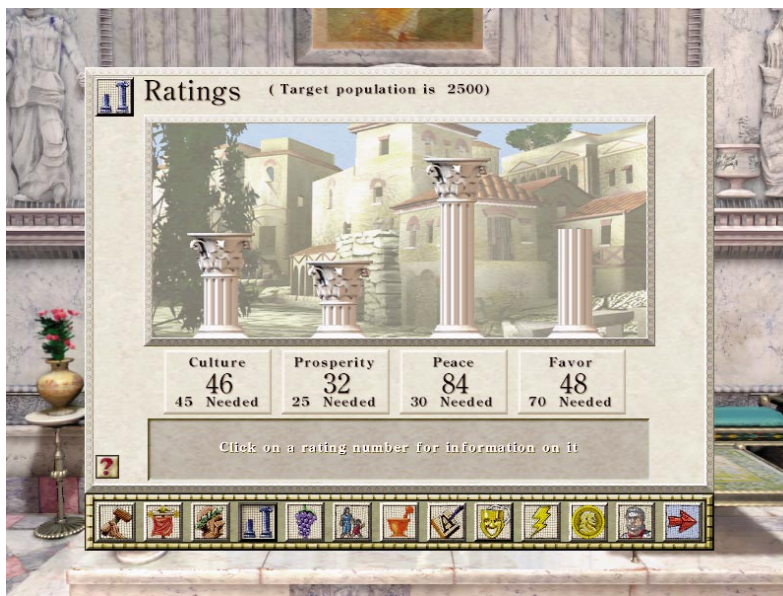 Ratings ( Target population is 2500)
Culture Prosperity Peace Favor
46 32 84 48
45 Needed 25 Needed 30 Needed 70 Needed
Click on a rating number for information on it
?